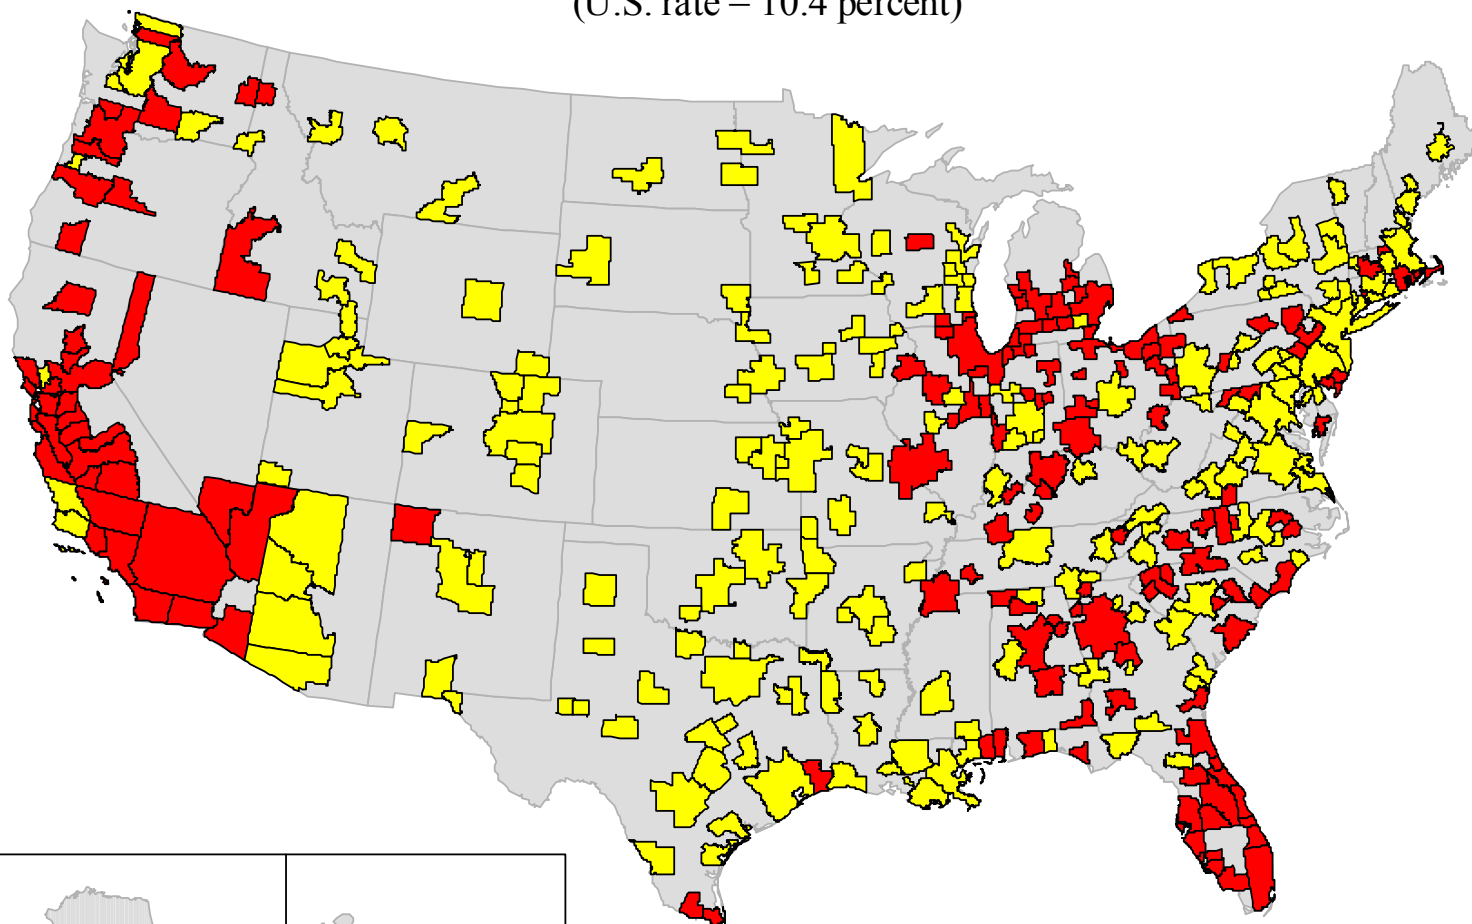 (U.S. rate = 10.4 percent)